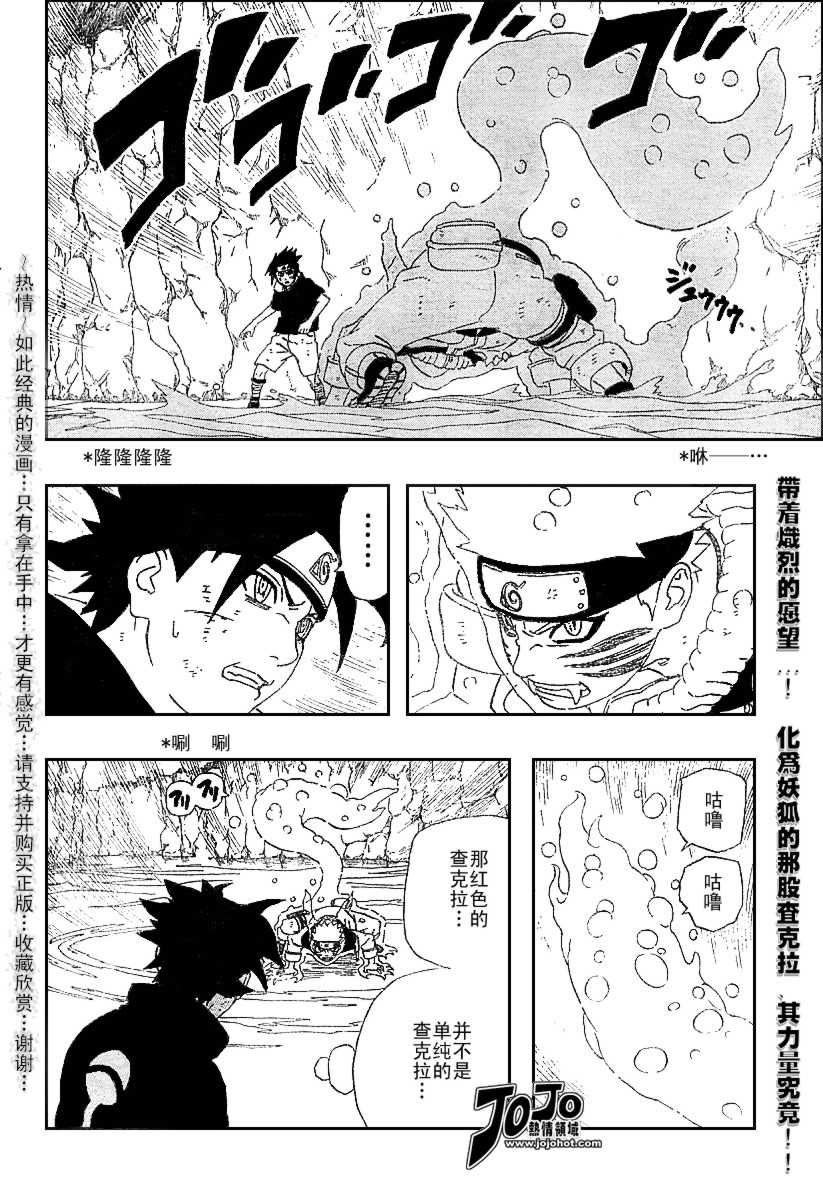 ゴゴゴゴ
ジュウウウ、
*隆隆隆隆
*咻——…
帶着熾烈的愿望…！ 化爲妖狐的那股査克拉 其力量究竟！！
～热情～如此经典的漫画…只有拿在手中…才更有感觉…请支持并购买正版…收藏欣赏…谢谢…
……
*唰 唰
咕噜
咕噜
那红色的
查克拉…
并不是
单纯的
查克拉…
JOJO
熱情領域
www.jojohot.com